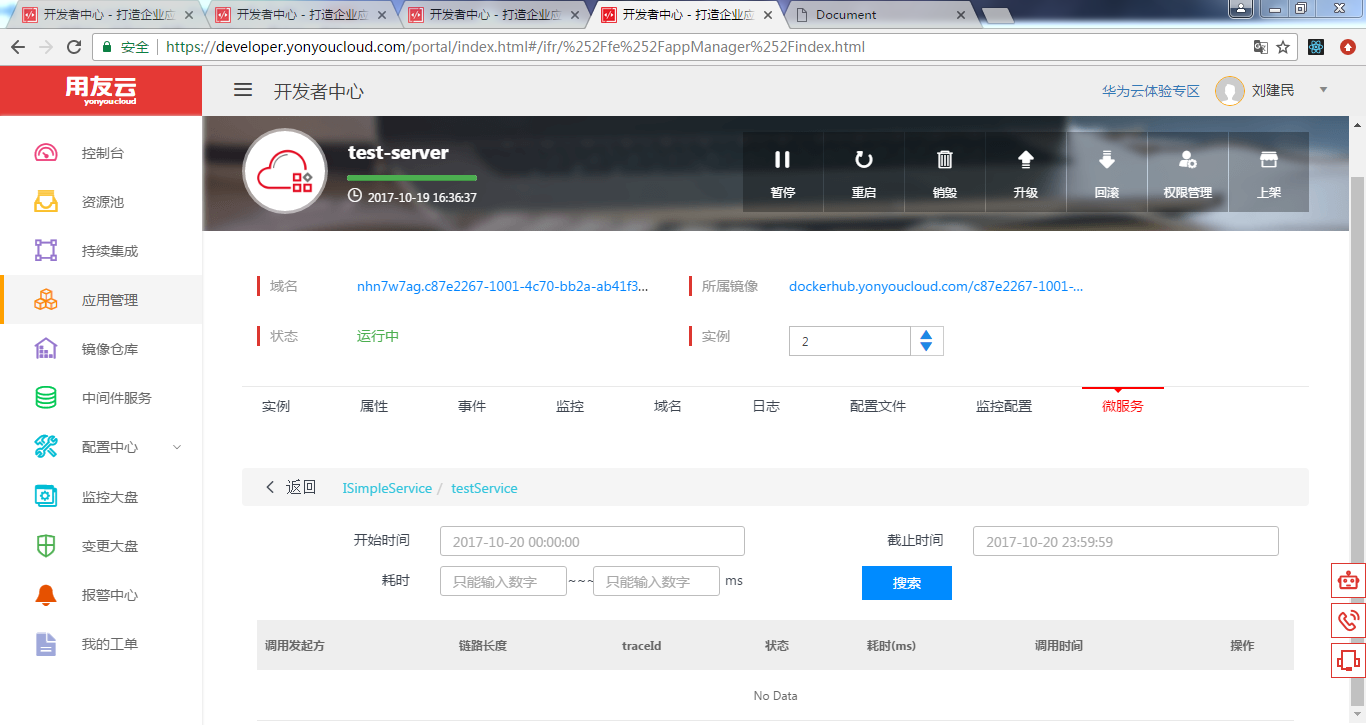 开发者中心 - 打造企业应 开发者中心 - 打造企业应 开发者中心 - 打造企业应 开发者中心 - 打造企业应 Document
安全 https://developer.yonyoucloud.com/portal/index.html#/ifr/%252Ffe%252FappManager%252Findex.html
用友云
yonyoucloud
开发者中心
华为云体验专区 刘建民
控制台
资源池
持续集成
应用管理
镜像仓库
中间件服务
配置中心
监控大盘
变更大盘
报警中心
我的工单
test-server
2017-10-19 16:36:37
暂停 重启 销毁 升级 回滚 权限管理 上架
域名 nhn7w7ag.c87e2267-1001-4c70-bb2a-ab41f3... 所属镜像 dockerhub.yonyoucloud.com/c87e2267-1001-...
状态 运行中 实例 2
实例 属性 事件 监控 域名 日志 配置文件 监控配置 微服务
返回 ISimpleService / testService
开始时间 2017-10-20 00:00:00 截止时间 2017-10-20 23:59:59
耗时 只能输入数字 ~~~ 只能输入数字 ms 搜索
调用发起方 链路长度 traceId 状态 耗时(ms) 调用时间 操作
No Data